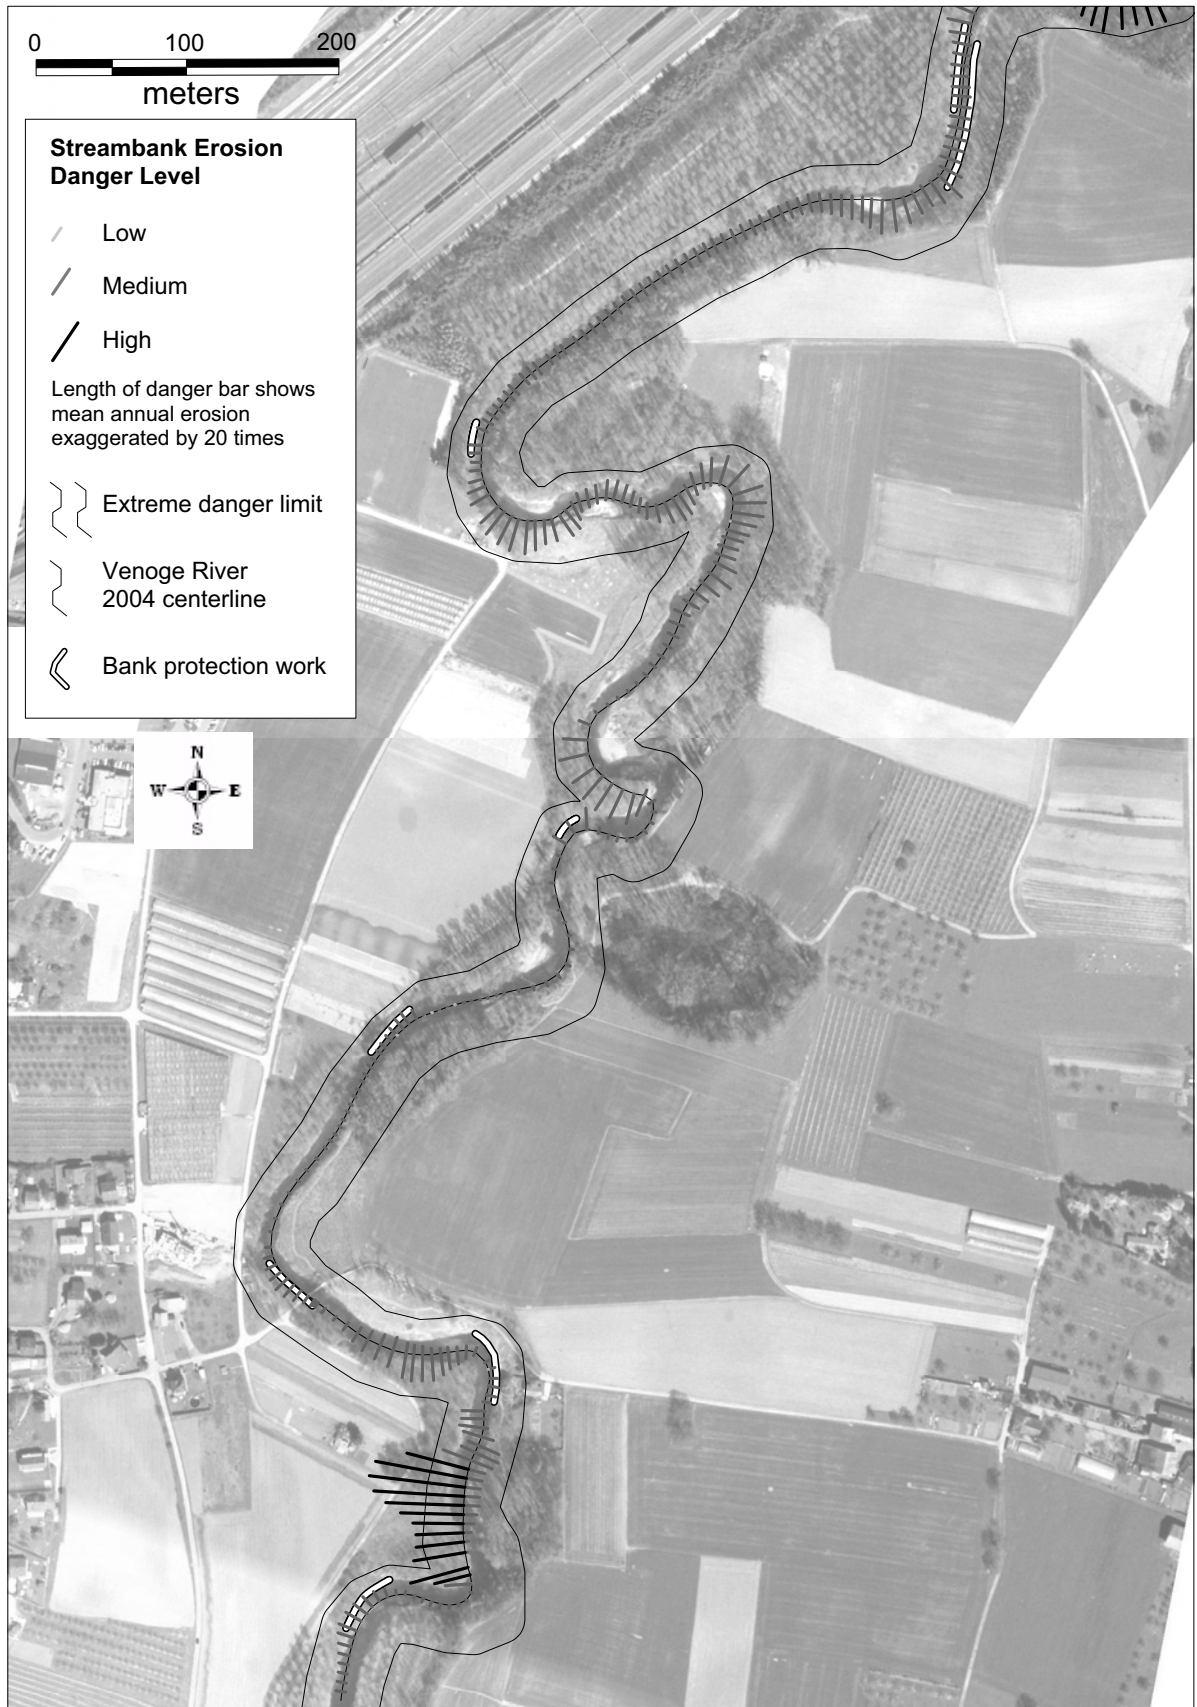 0 100 200
meters
Streambank Erosion
Danger Level
Low
Medium
High
Length of danger bar shows
mean annual erosion
exaggerated by 20 times
Extreme danger limit
Venoge River
2004 centerline
Bank protection work
N
W E
S